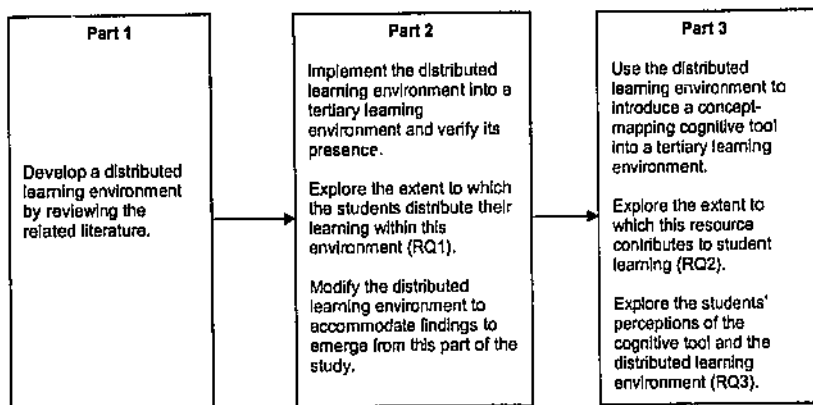 Part 1
Develop a distributed
learning environment
by reviewing the
related literature.
Part 2
Implement the distributed
learning environment into a
tertiary learning
environment and verify its
presence.
Explore the extent to which
the students distribute their
learning within this
environment (RQ1).
Modify the distributed
learning environment to
accommodate findings to
emerge from this part of the
study.
Part 3
Use the distributed
learning environment to
introduce a concept-
mapping cognitive tool
into a tertiary learning
environment.
Explore the extent to
which this resource
contributes to student
learning (RQ2).
Explore the students'
perceptions of the
cognitive tool and the
distributed learning
environment (RQ3).